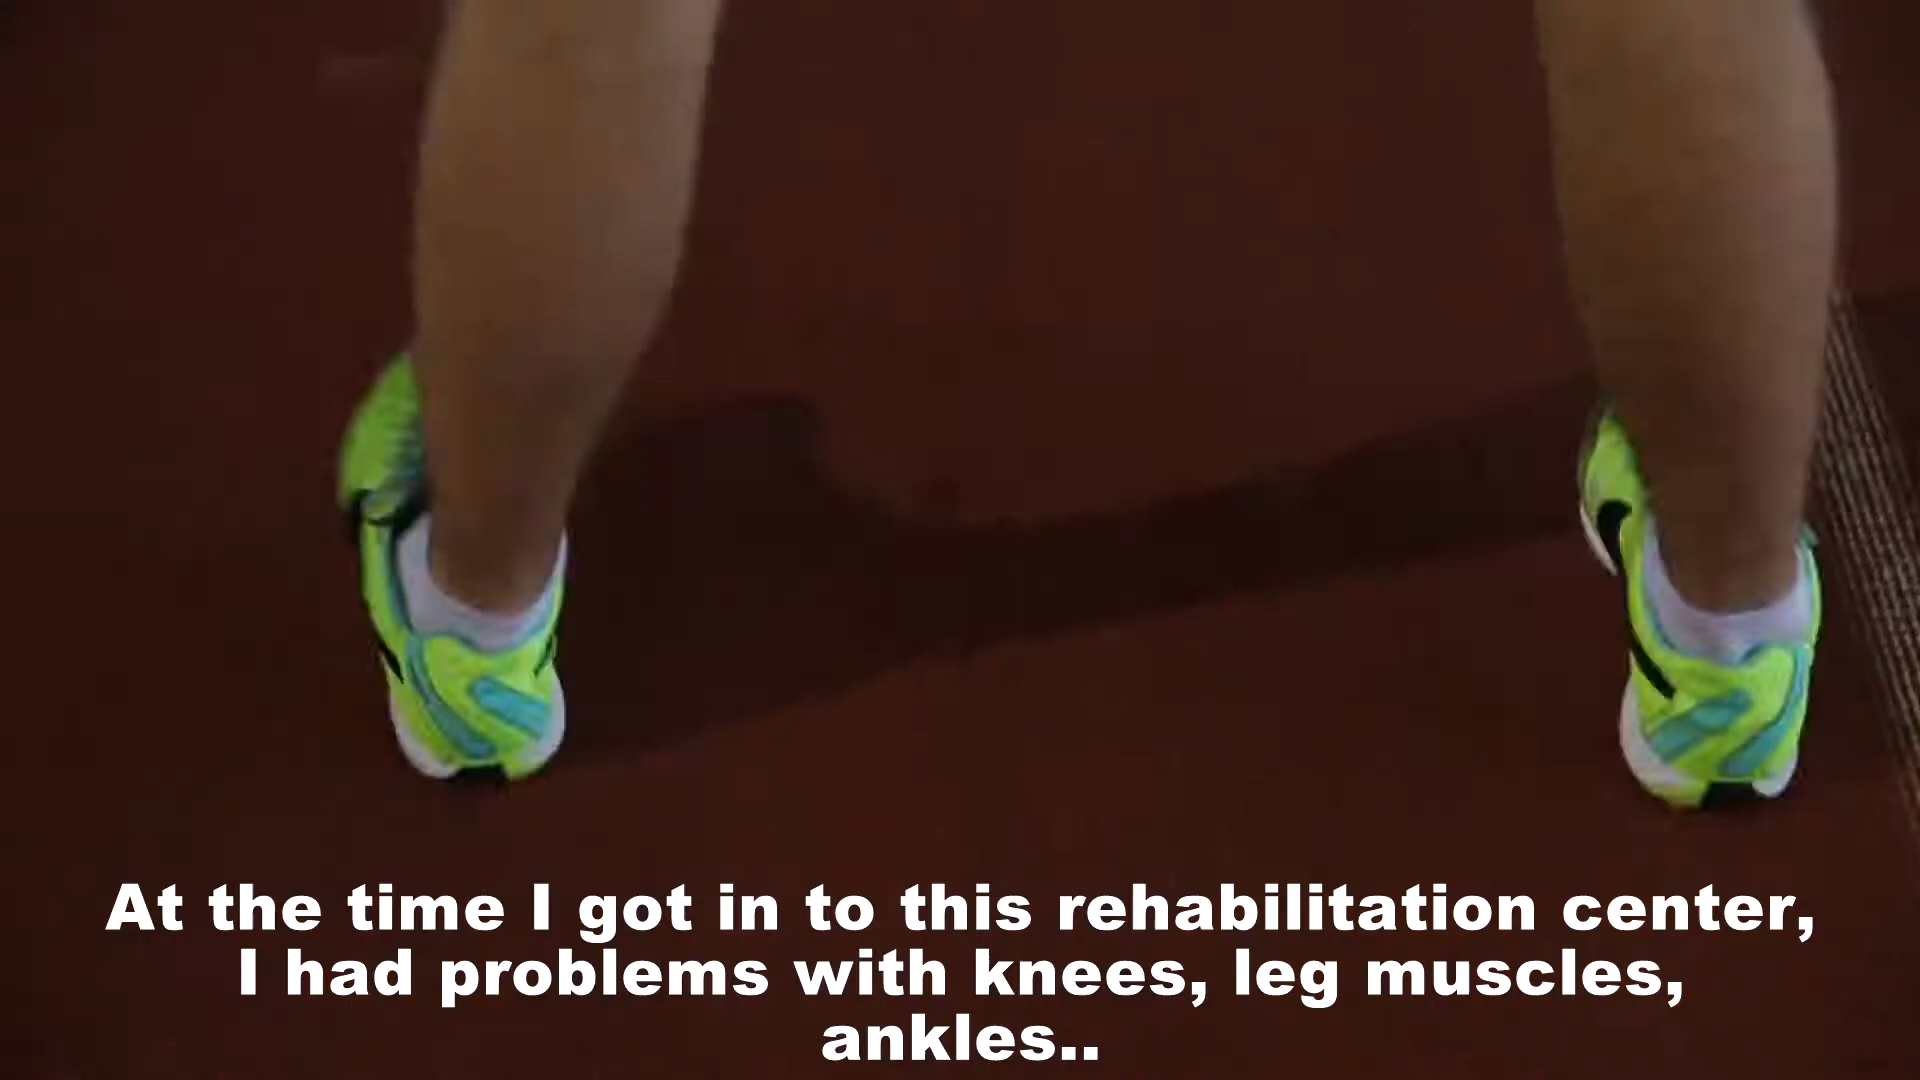 At the time I got in to this rehabilitation center,
I had problems with knees, leg muscles,
ankles..